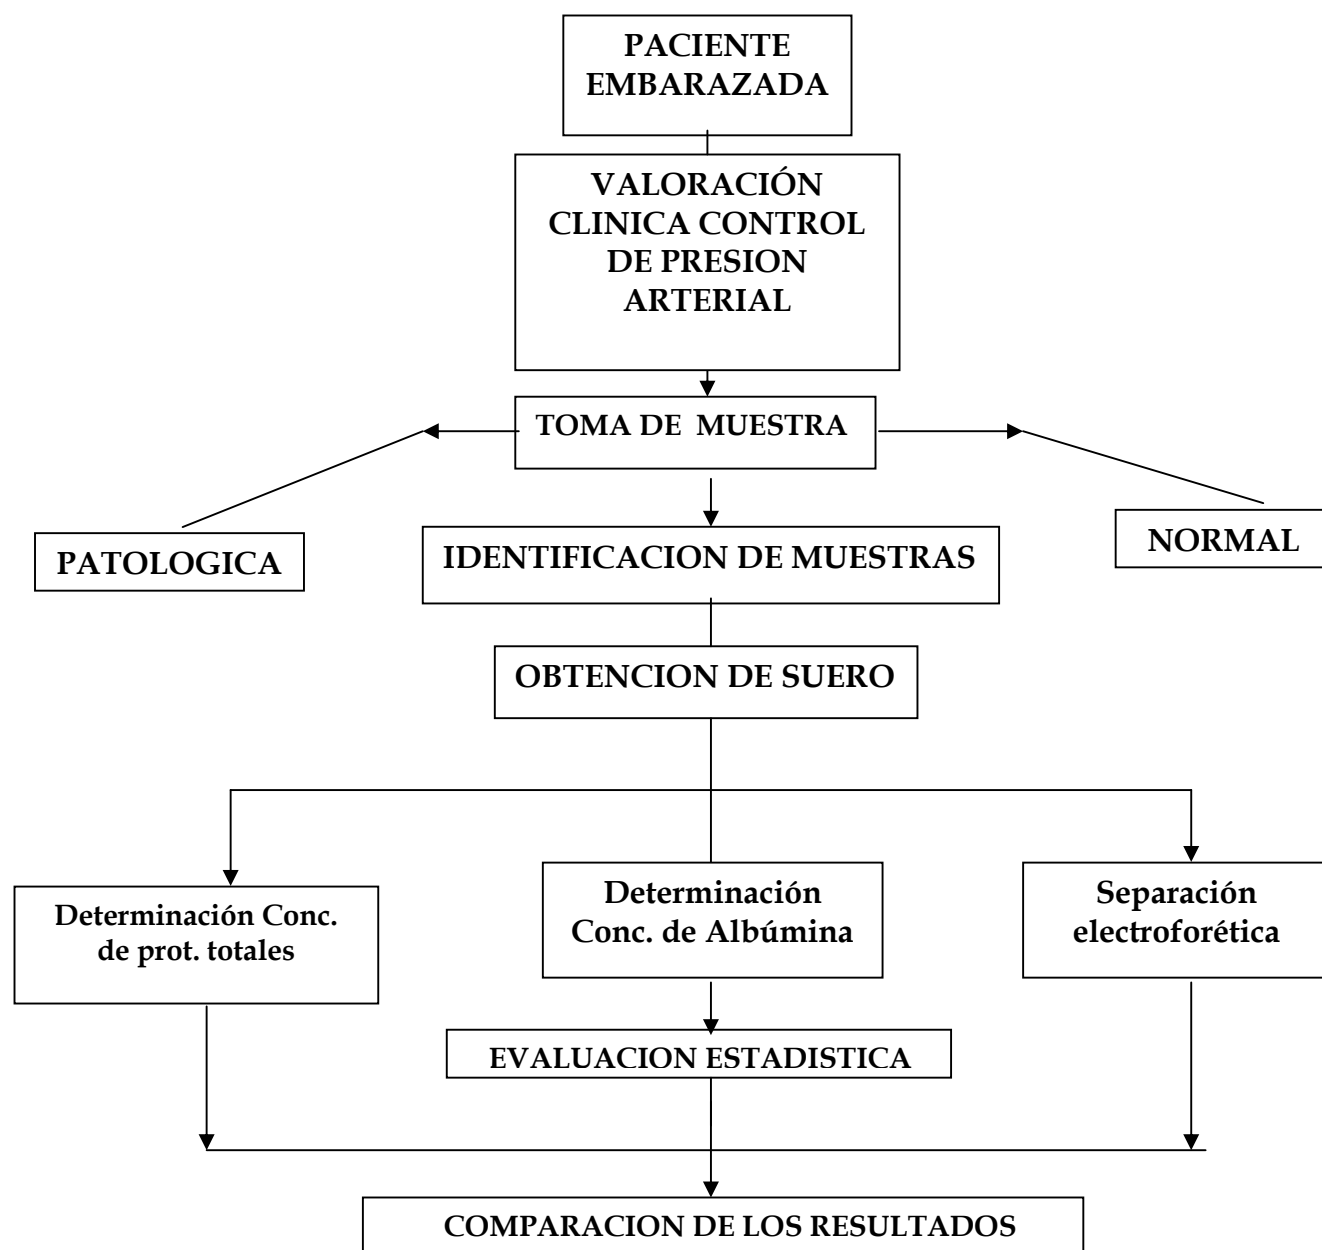 PACIENTE
EMBARAZADA
VALORACIÓN
CLINICA CONTROL
DE PRESION
ARTERIAL
TOMA DE MUESTRA
PATOLOGICA
IDENTIFICACION DE MUESTRAS
NORMAL
OBTENCION DE SUERO
Determinación Conc.
de prot. totales
Determinación
Conc. de Albúmina
Separación
electroforética
EVALUACION ESTADISTICA
COMPARACION DE LOS RESULTADOS